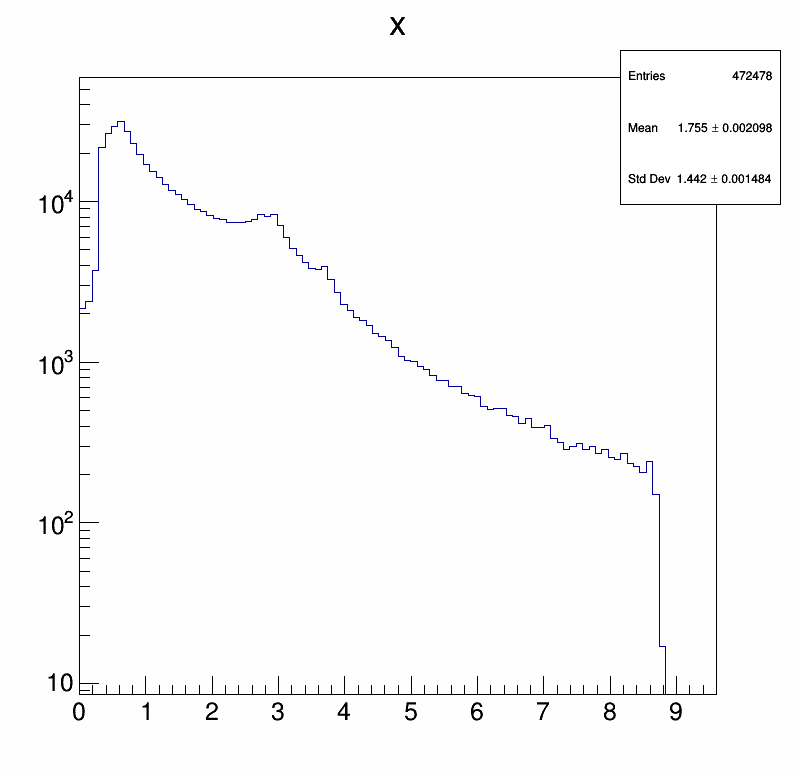 x
Entries 472478
Mean 1.755 ± 0.002098
Std Dev 1.442 ± 0.001484
10^4
10^3
10^2
10
0 1 2 3 4 5 6 7 8 9